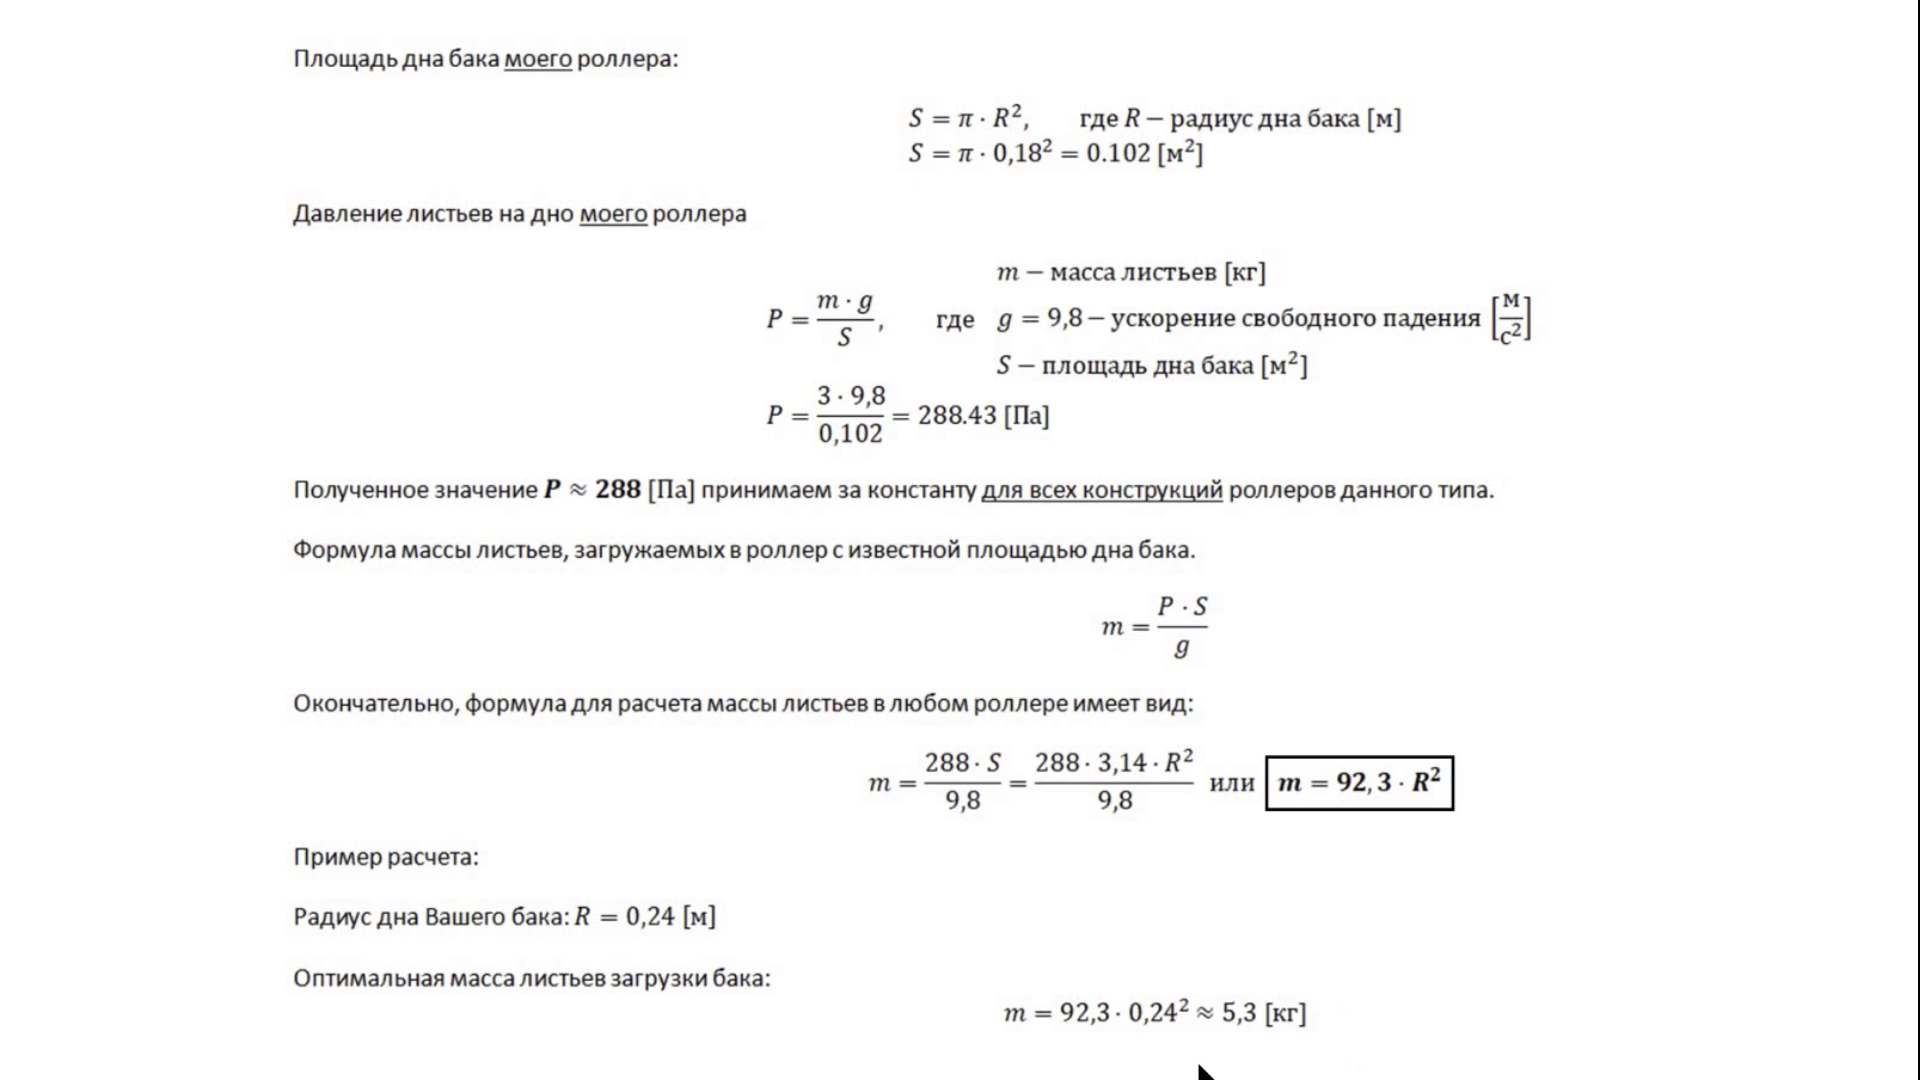 Площадь дна бака моего роллера:
S = π · R², где R – радиус дна бака [м]
S = π · 0,18² = 0.102 [м²]
Давление листьев на дно моего роллера
m – масса листьев [кг]
P = m · g / S, где g = 9,8 – ускорение свободного падения [м/с²]
S – площадь дна бака [м²]
P = 3 · 9,8 / 0,102 = 288.43 [Па]
Полученное значение P ≈ 288 [Па] принимаем за константу для всех конструкций роллеров данного типа.
Формула массы листьев, загружаемых в роллер с известной площадью дна бака.
m = P · S / g
Окончательно, формула для расчета массы листьев в любом роллере имеет вид:
m = 288 · S / 9,8 = 288 · 3,14 · R² / 9,8 или m = 92,3 · R²
Пример расчета:
Радиус дна Вашего бака: R = 0,24 [м]
Оптимальная масса листьев загрузки бака:
m = 92,3 · 0,24² ≈ 5,3 [кг]